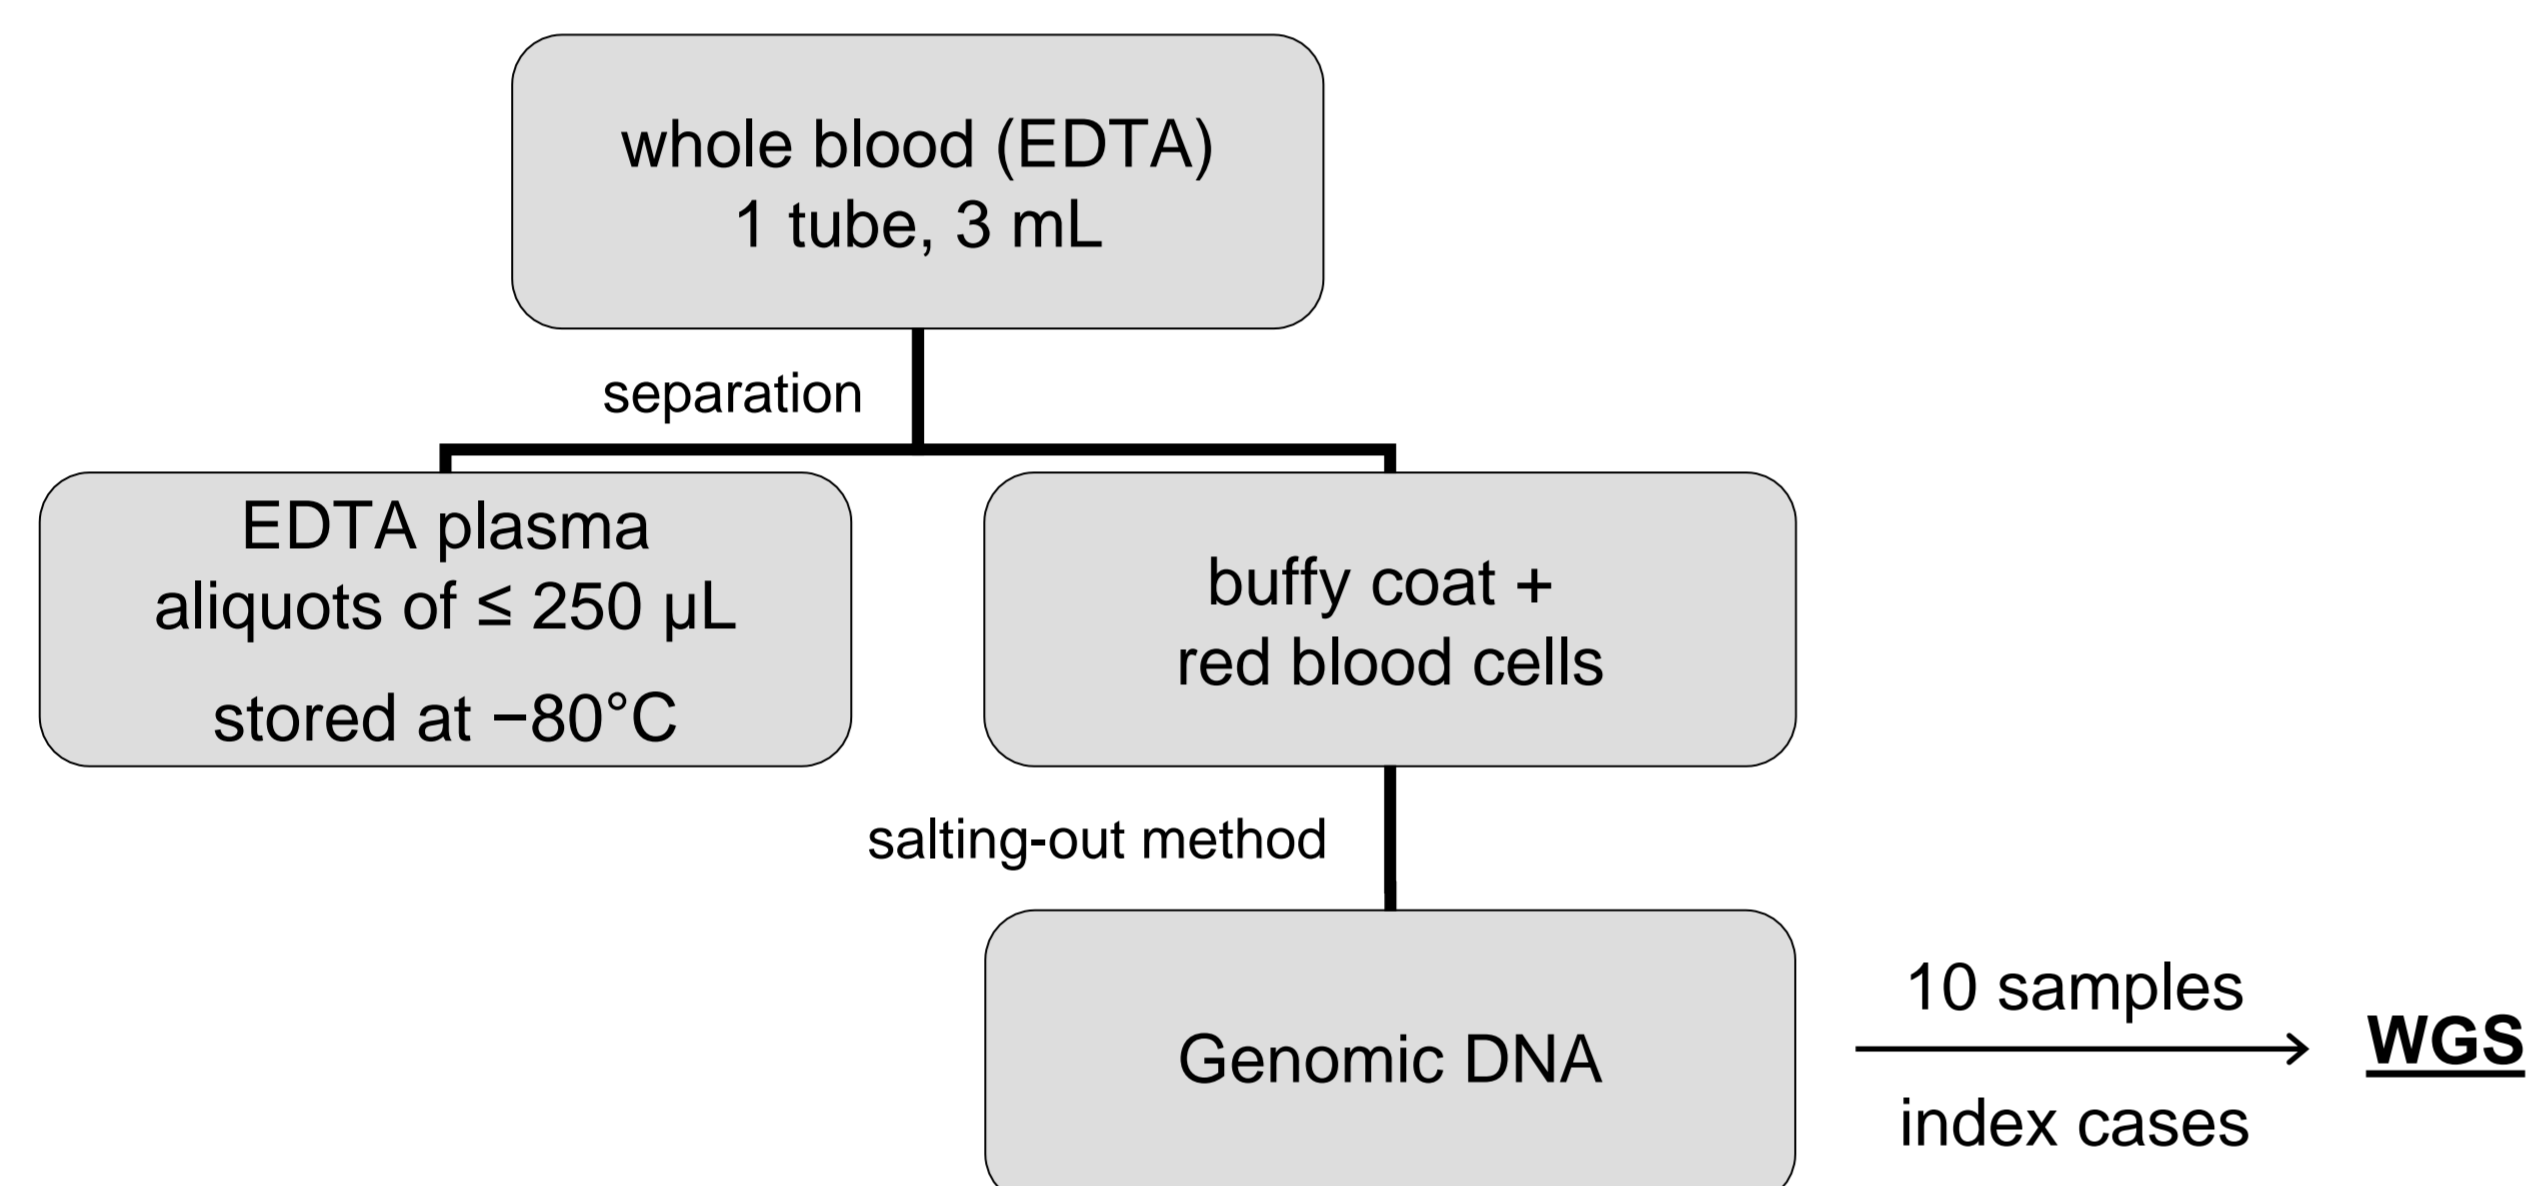 whole blood (EDTA)
1 tube, 3 mL
separation
EDTA plasma
aliquots of ≤ 250 µL
stored at −80°C
buffy coat +
red blood cells
salting-out method
Genomic DNA
10 samples
index cases
WGS